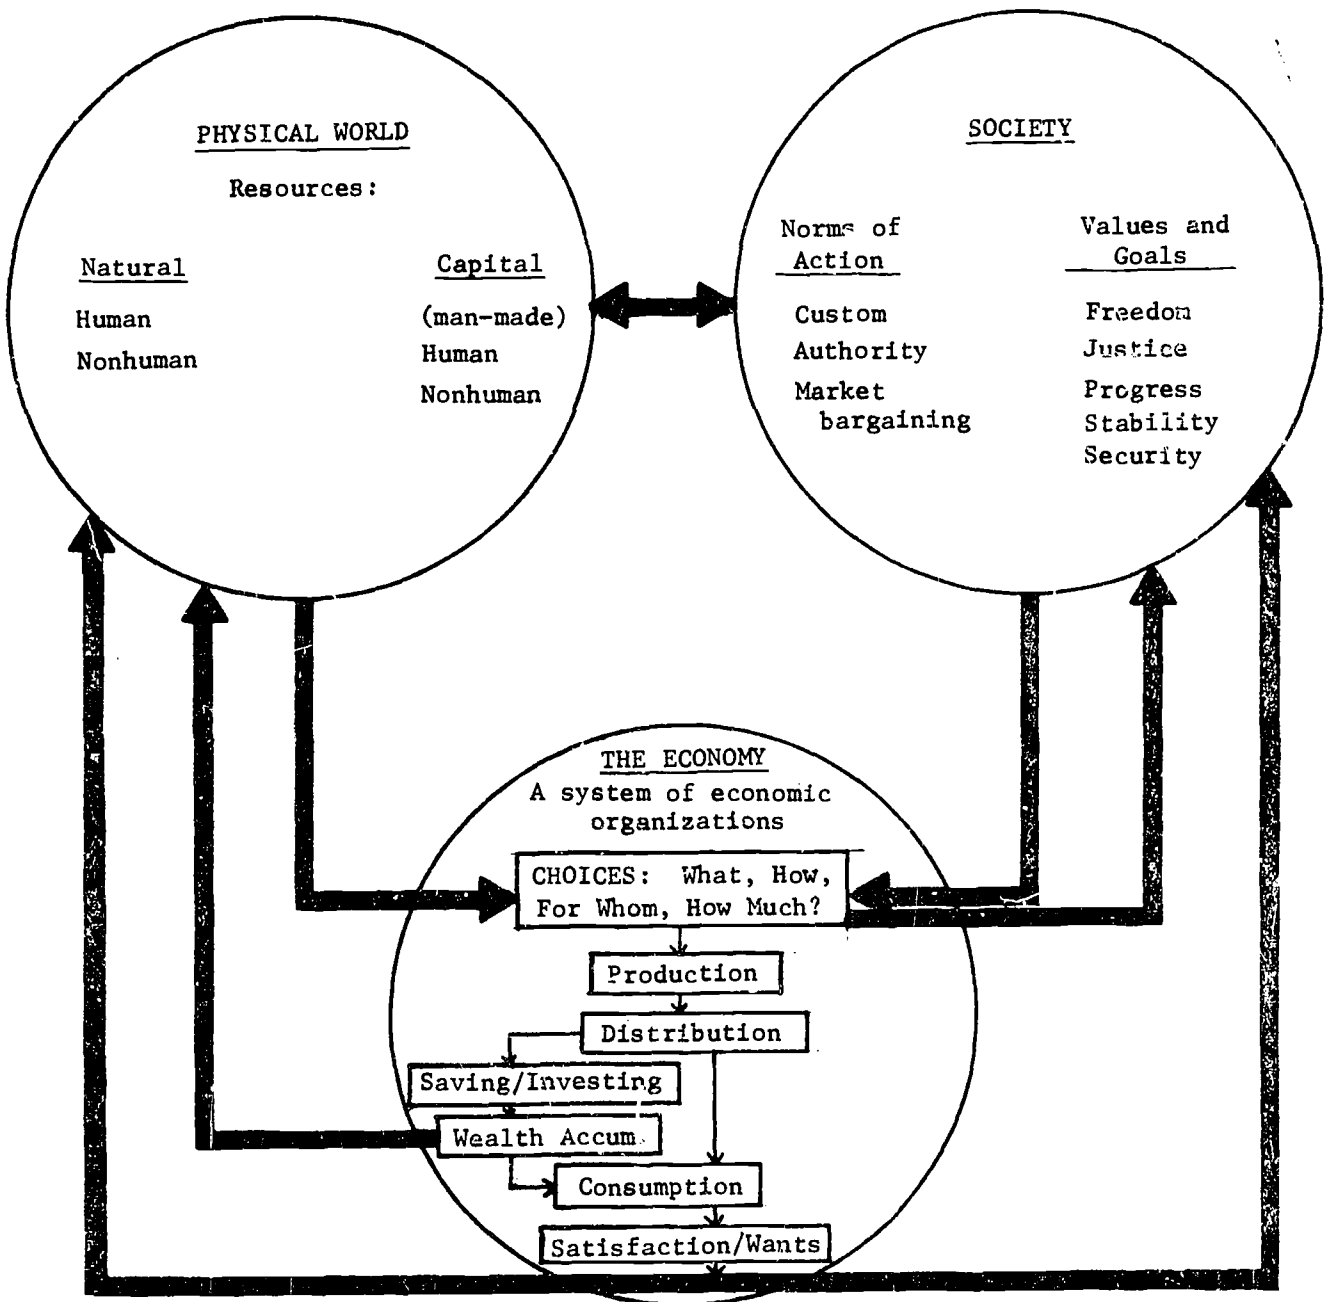 PHYSICAL WORLD
Resources:
Natural
Human
Nonhuman
Capital
(man-made)
Human
Nonhuman
SOCIETY
Norms of
Action
Custom
Authority
Market
bargaining
Values and
Goals
Freedom
Justice
Progress
Stability
Security
THE ECONOMY
A system of economic
organizations
CHOICES: What, How,
For Whom, How Much?
Production
Distribution
Saving/Investing
Wealth Accum.
Consumption
Satisfaction/Wants